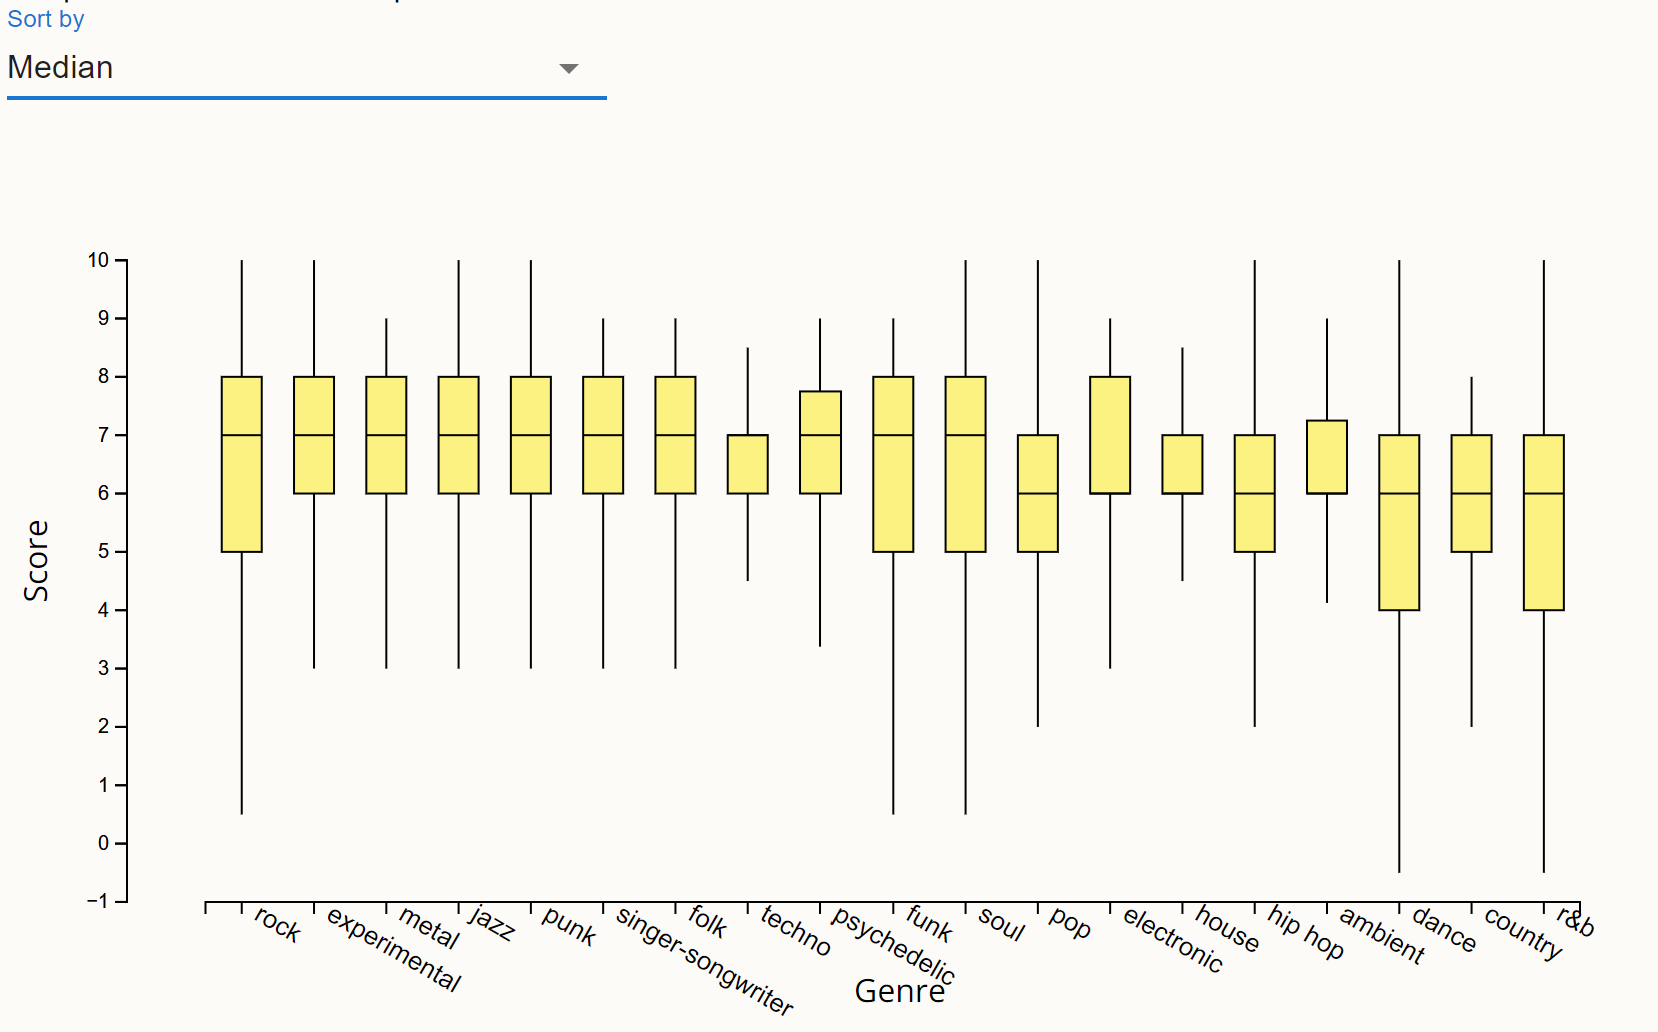 Sort by
Median
10
9
8
7
6
5
4
3
2
1
0
−1
Score
rock
experimental
metal
jazz
punk
singer-songwriter
folk
techno
psychedelic
funk
soul
pop
electronic
house
hip hop
ambient
dance
country
r&b
Genre